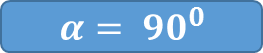 α = 90⁰